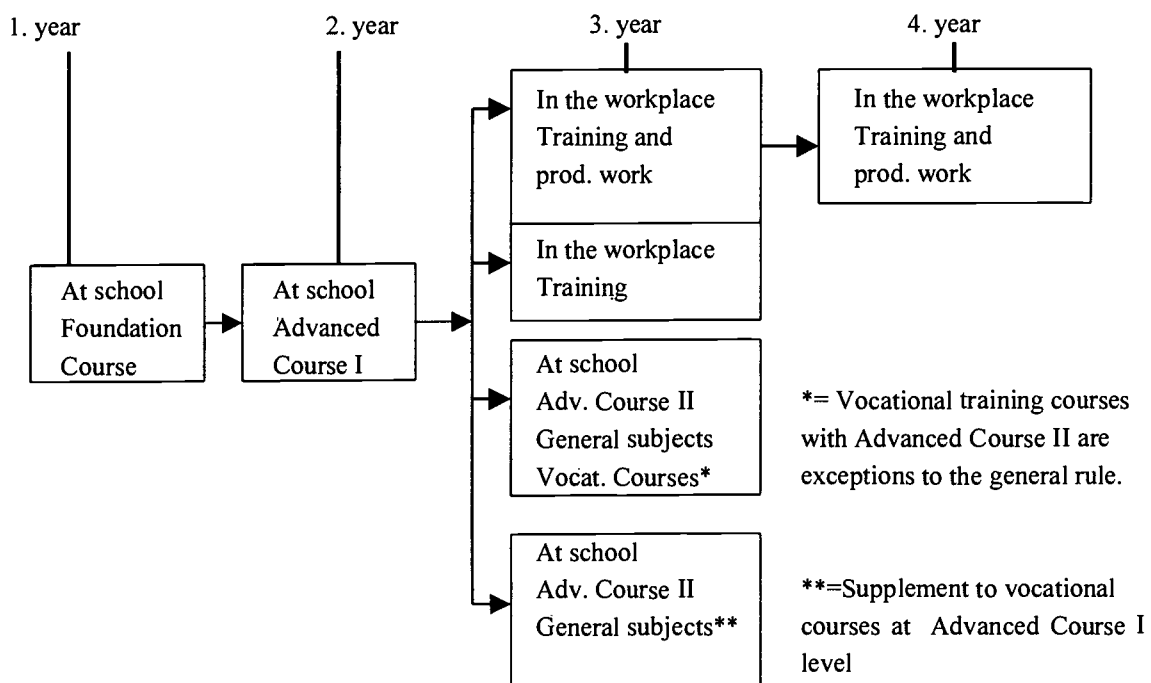 1. year
2. year
3. year
4. year
In the workplace
Training and
prod. work
In the workplace
Training and
prod. work
In the workplace
Training
At school
Foundation
Course
At school
Advanced
Course I
At school
Adv. Course II
General subjects
Vocat. Courses*
*= Vocational training courses
with Advanced Course II are
exceptions to the general rule.
At school
Adv. Course II
General subjects**
**=Supplement to vocational
courses at Advanced Course I
level